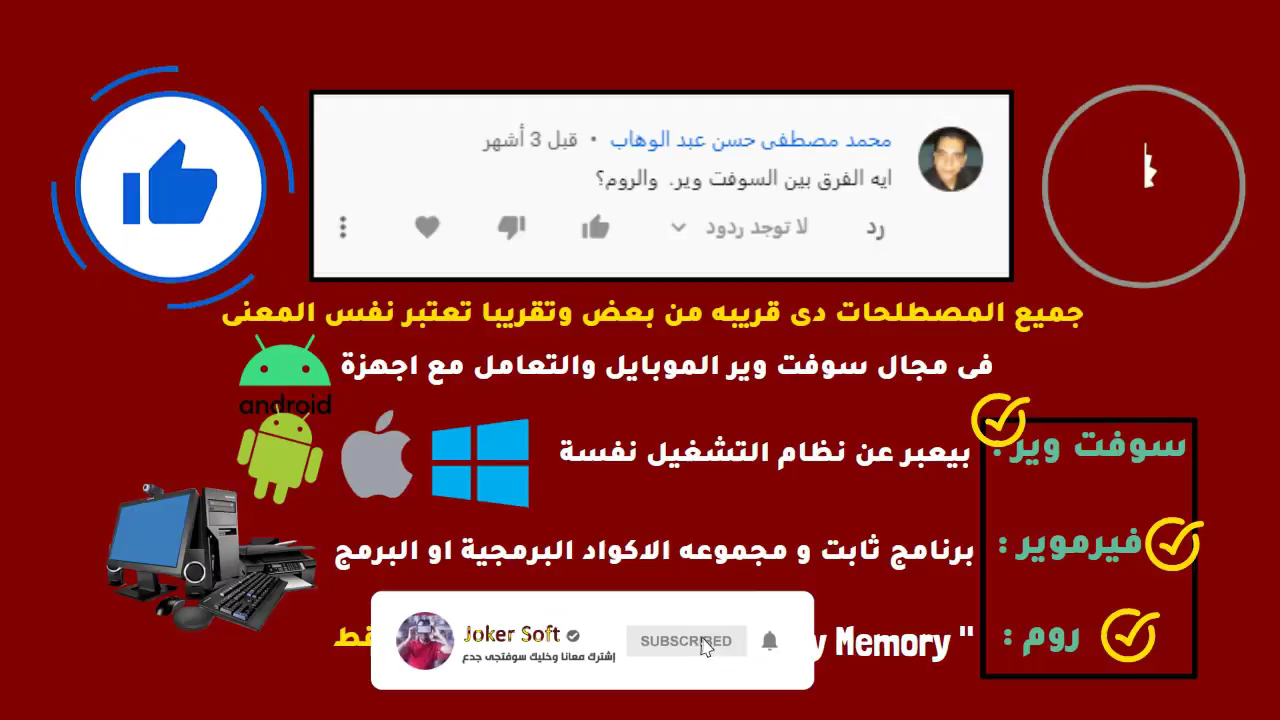 محمد مصطفى حسن عبد الوهاب • قبل 3 أشهر
ايه الفرق بين السوفت وير. والروم؟
رد لا توجد ردود
جميع المصطلحات دى قريبه من بعض وتقريبا تعتبر نفس المعنى
فى مجال سوفت وير الموبايل والتعامل مع اجهزة
android
سوفت وير : بيعبر عن نظام التشغيل نفسة
فيرموير : برنامج ثابت و مجموعه الاكواد البرمجية او البرمج
روم : " Memory
Joker Soft
SUBSCRIBED
إشترك معانا وخليك سوفتجى جدع